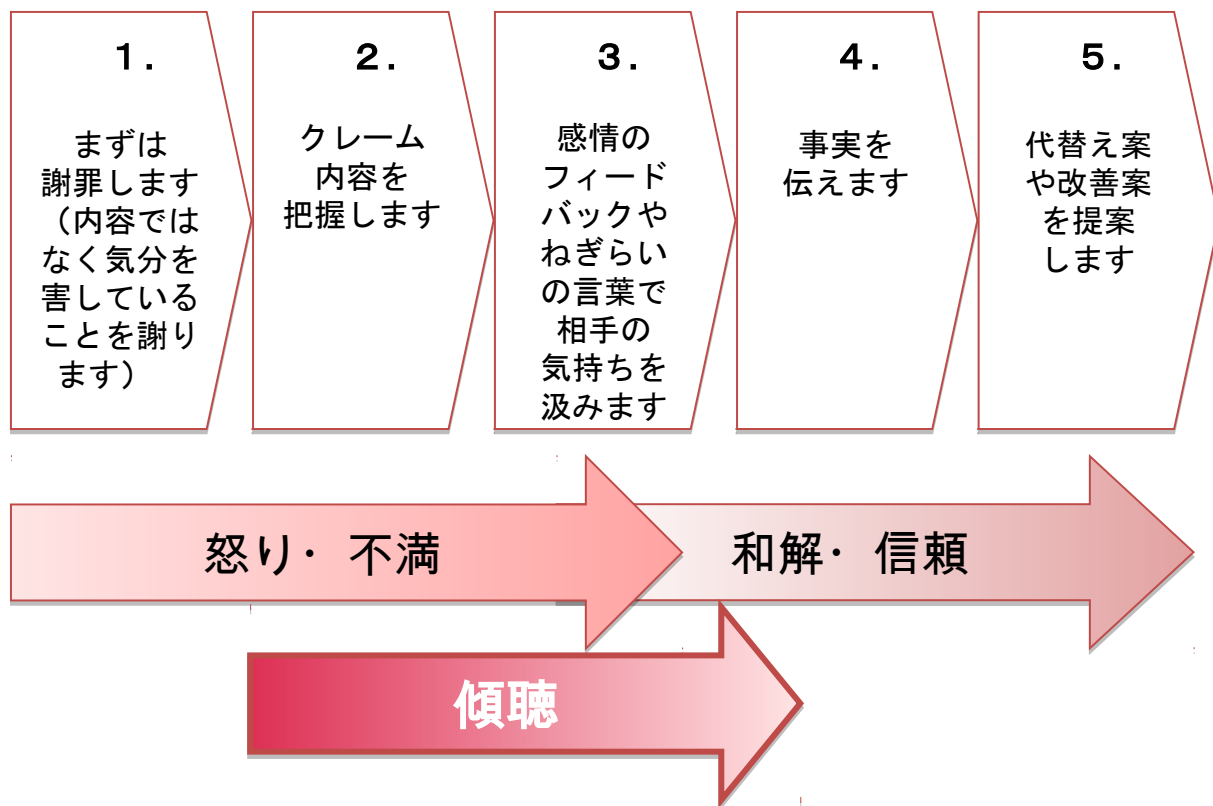 １．
まずは
謝罪します
（内容では
なく気分を
害している
ことを謝り
ます）
２．
クレーム
内容を
把握します
３．
感情の
フィード
バックや
ねぎらい
の言葉で
相手の
気持ちを
汲みます
４．
事実を
伝えます
５．
代替え案
や改善案
を提案
します
怒り・不満
和解・信頼
傾聴